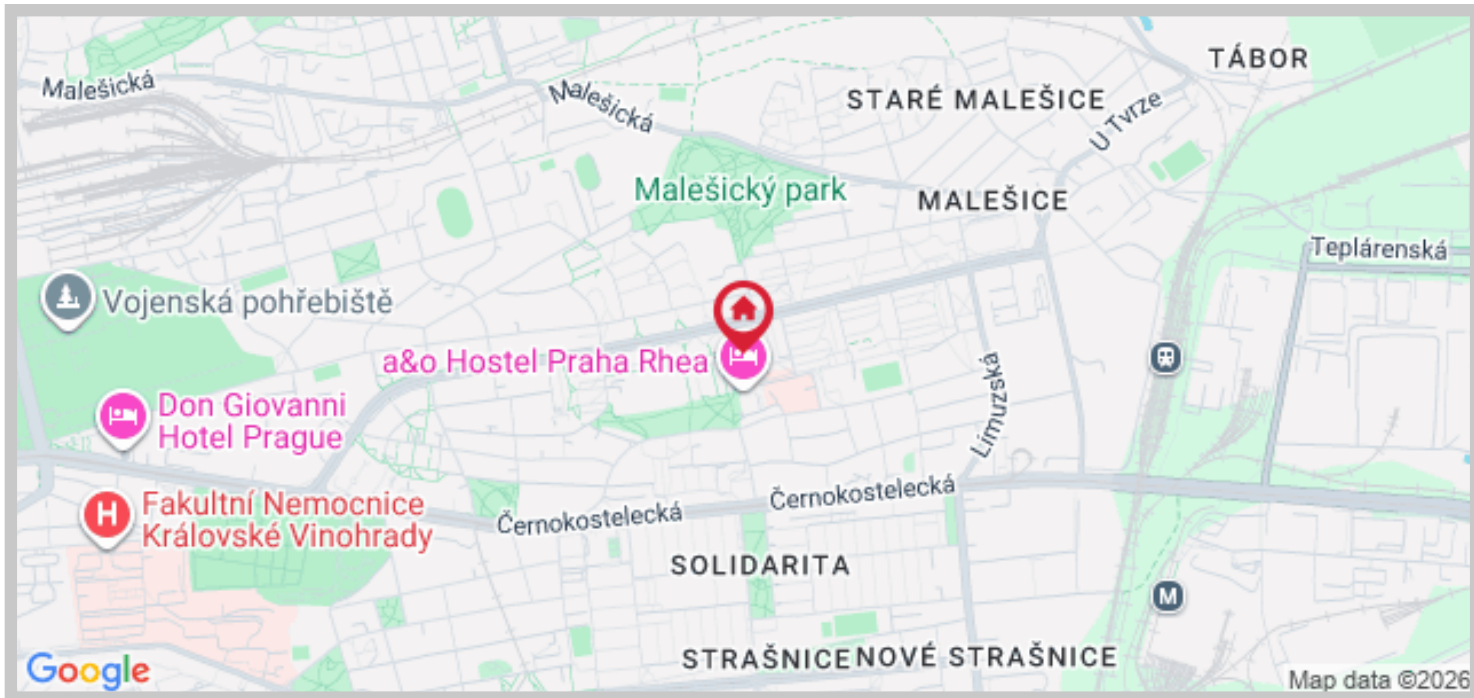 TÁBOR
Malešická
Malešická
STARÉ MALEŠICE
U Tvrze
Malešický park
MALEŠICE
Teplárenská
Vojenská pohřebiště
a&o Hostel Praha Rhea
Don Giovanni
Hotel Prague
Limuzská
Fakultní Nemocnice
Královské Vinohrady
H
Černokostelecká
Černokostelecká
SOLIDARITA
M
STRAŠNICE
NOVÉ STRAŠNICE
Google
Map data ©2026